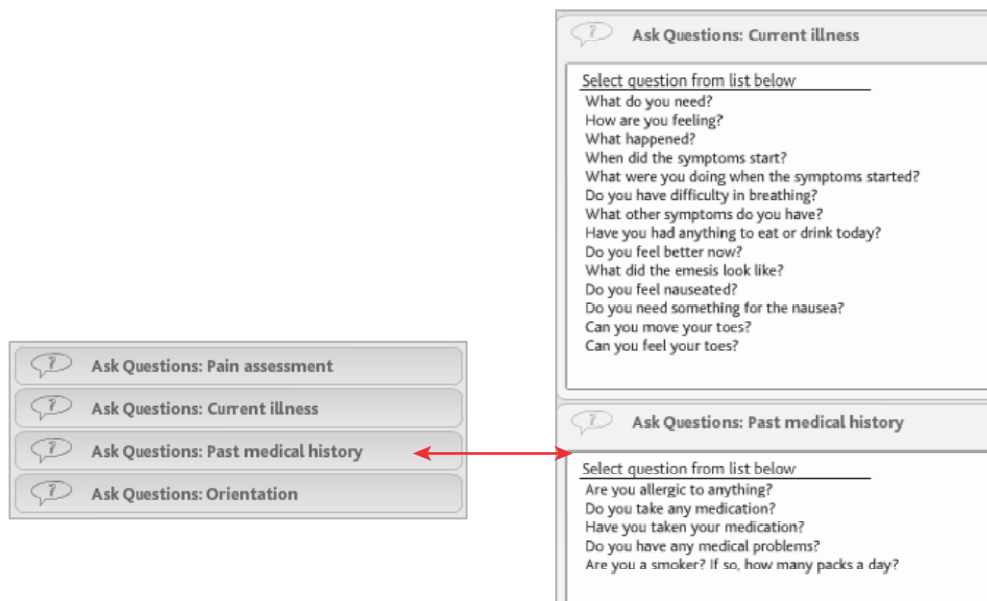 Ask Questions: Pain assessment
Ask Questions: Current illness
Ask Questions: Past medical history
Ask Questions: Orientation
Ask Questions: Current illness
Select question from list below
What do you need?
How are you feeling?
What happened?
When did the symptoms start?
What were you doing when the symptoms started?
Do you have difficulty in breathing?
What other symptoms do you have?
Have you had anything to eat or drink today?
Do you feel better now?
What did the emesis look like?
Do you feel nauseated?
Do you need something for the nausea?
Can you move your toes?
Can you feel your toes?
Ask Questions: Past medical history
Select question from list below
Are you allergic to anything?
Do you take any medication?
Have you taken your medication?
Do you have any medical problems?
Are you a smoker? If so, how many packs a day?